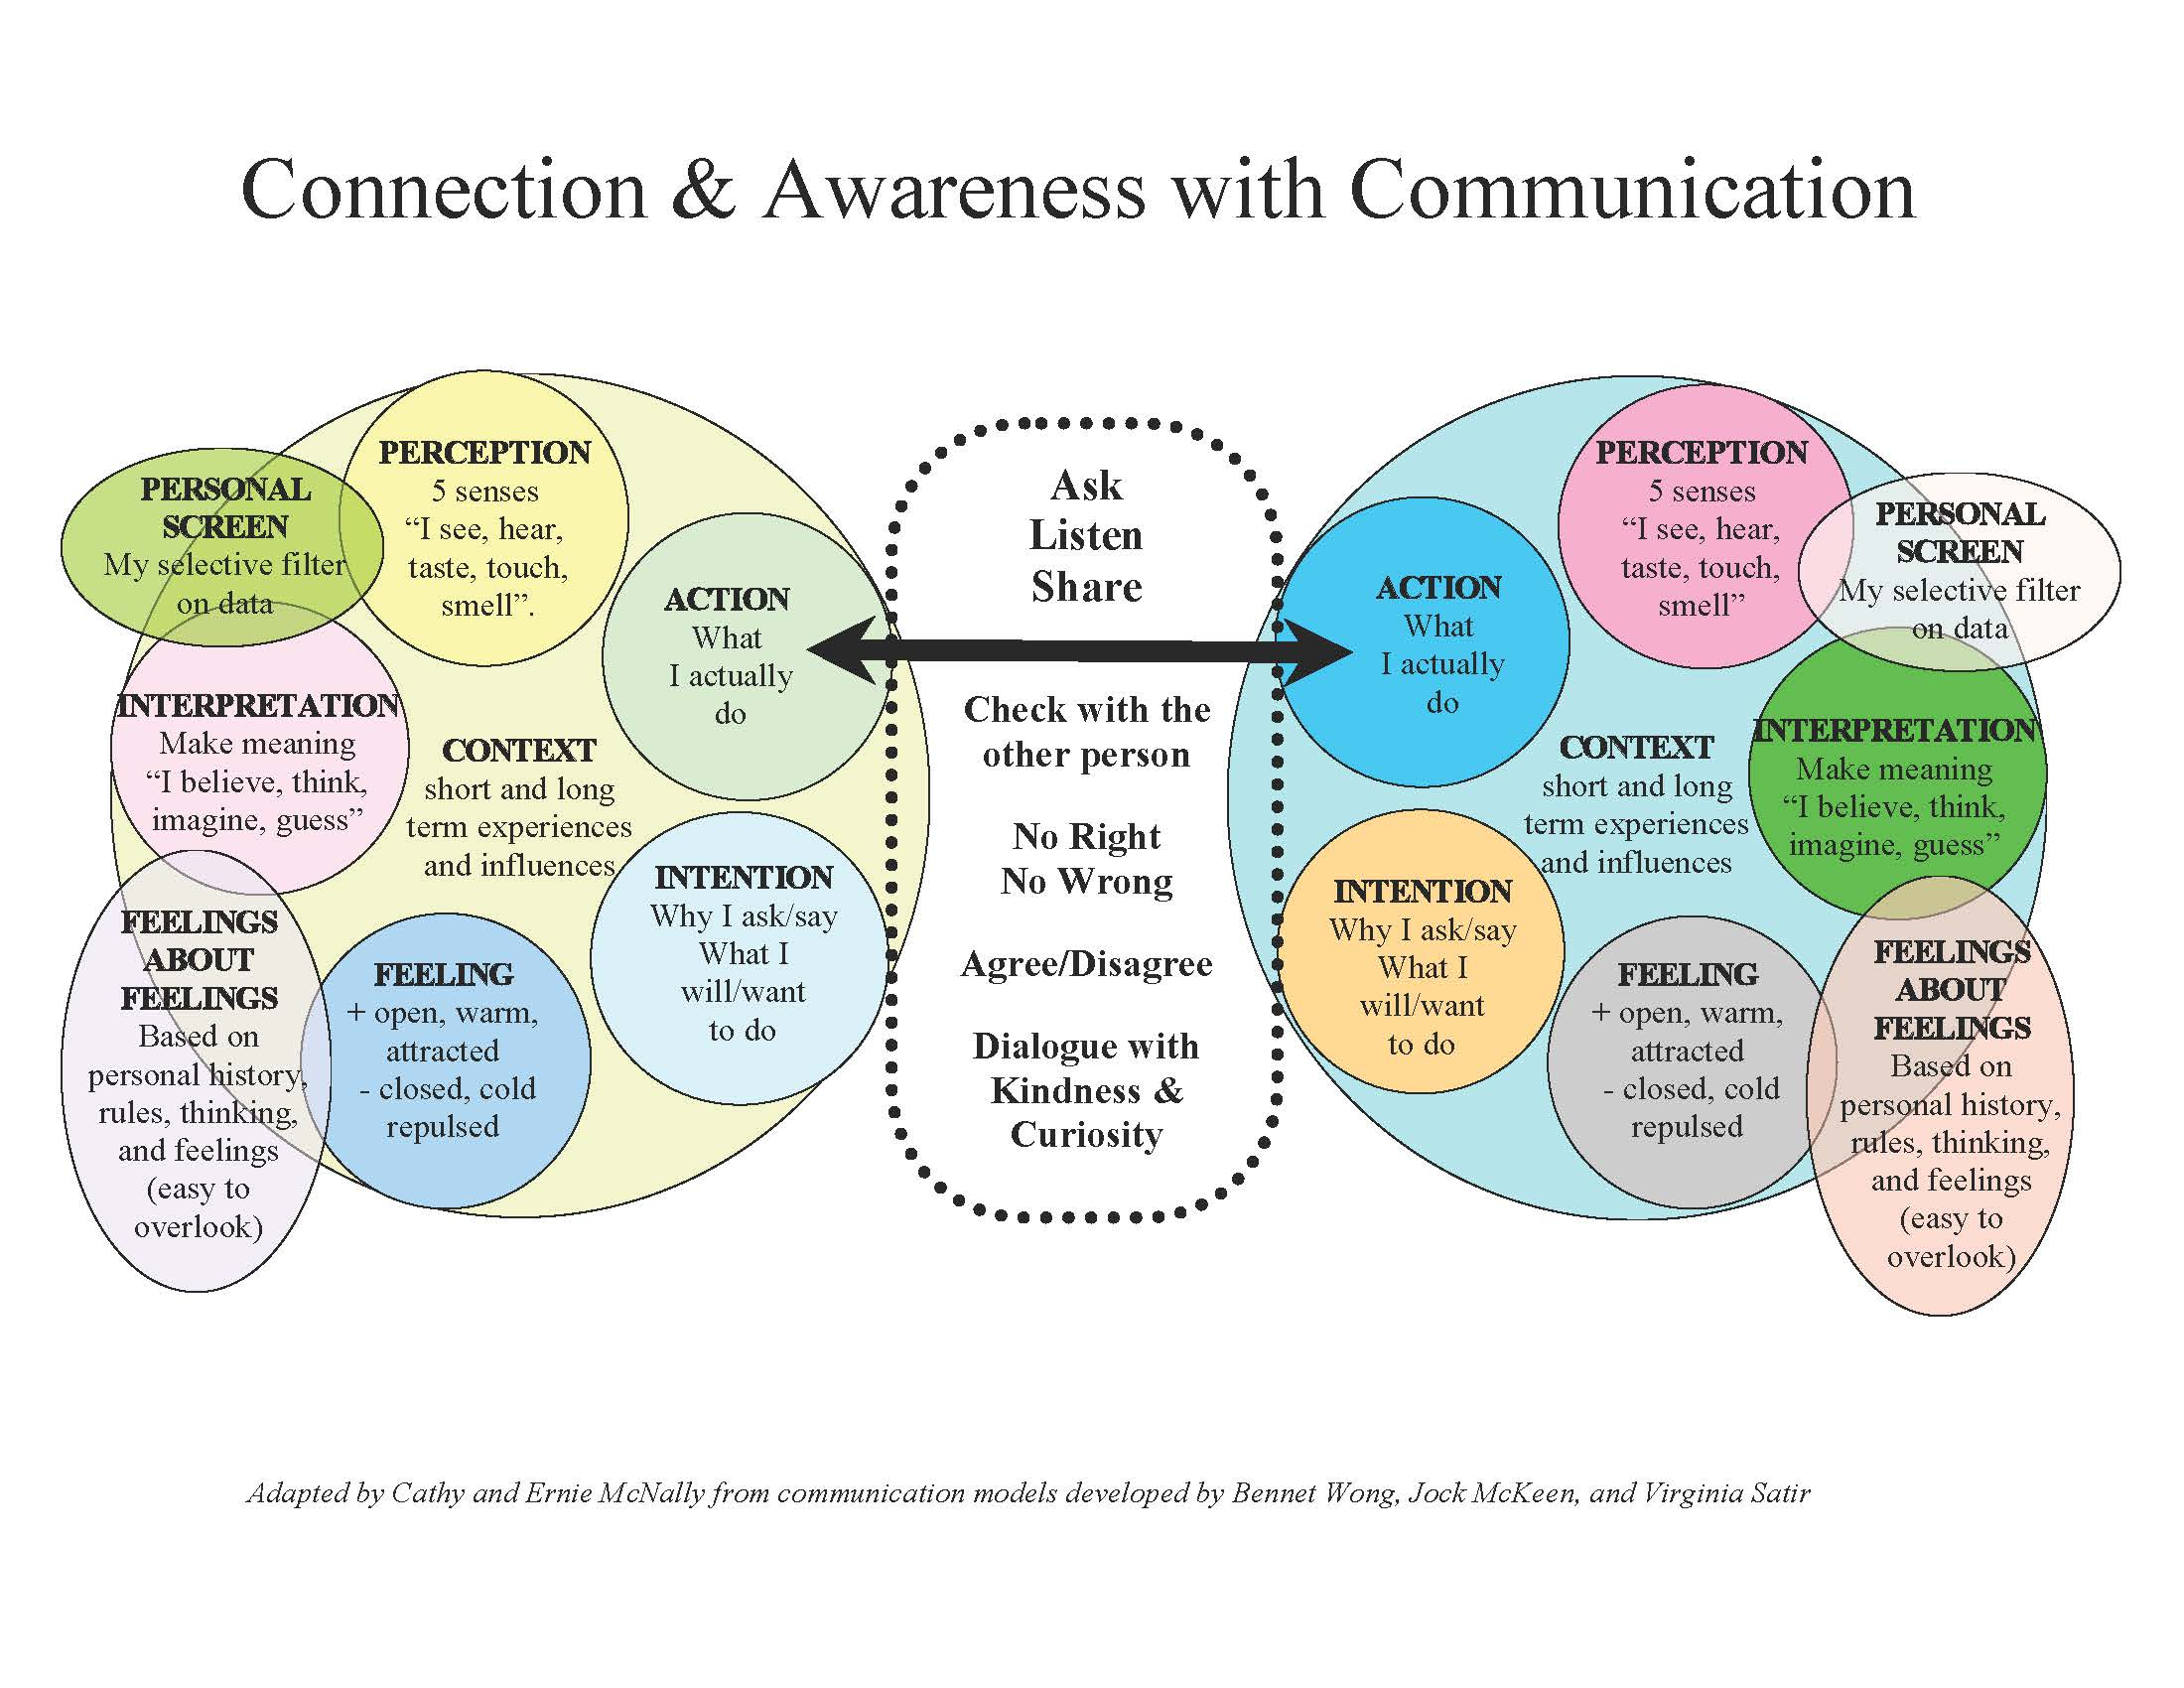 Connection & Awareness with Communication
PERSONAL
SCREEN
My selective filter
on data
PERCEPTION
5 senses
“I see, hear,
taste, touch,
smell”.
ACTION
What
I actually
do
INTERPRETATION
Make meaning
“I believe, think,
imagine, guess”
CONTEXT
short and long
term experiences
and influences
INTENTION
Why I ask/say
What I
will/want
to do
FEELINGS
ABOUT
FEELINGS
Based on
personal history,
rules, thinking,
and feelings
(easy to
overlook)
FEELING
+ open, warm,
attracted
- closed, cold
repulsed
Ask
Listen
Share
Check with the
other person
No Right
No Wrong
Agree/Disagree
Dialogue with
Kindness &
Curiosity
ACTION
What
I actually
do
PERCEPTION
5 senses
“I see, hear,
taste, touch,
smell”
PERSONAL
SCREEN
My selective filter
on data
CONTEXT
short and long
term experiences
and influences
INTERPRETATION
Make meaning
“I believe, think,
imagine, guess”
INTENTION
Why I ask/say
What I
will/want
to do
FEELING
+ open, warm,
attracted
- closed, cold
repulsed
FEELINGS
ABOUT
FEELINGS
Based on
personal history,
rules, thinking,
and feelings
(easy to
overlook)
Adapted by Cathy and Ernie McNally from communication models developed by Bennet Wong, Jock McKeen, and Virginia Satir